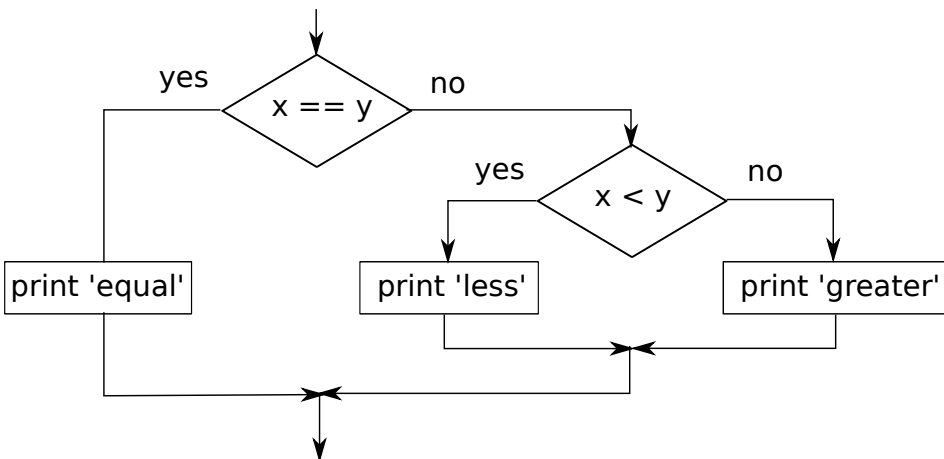 yes
no
x == y
yes
no
x < y
print 'equal'
print 'less'
print 'greater'